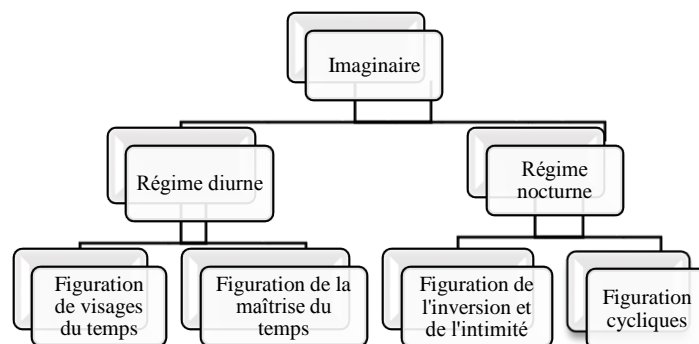 Imaginaire
Régime diurne
Régime
nocturne
Figuration
de visages
du temps
Figuration de la
maîtrise du
temps
Figuration de
l'inversion et
de l'intimité
Figuration
cycliques